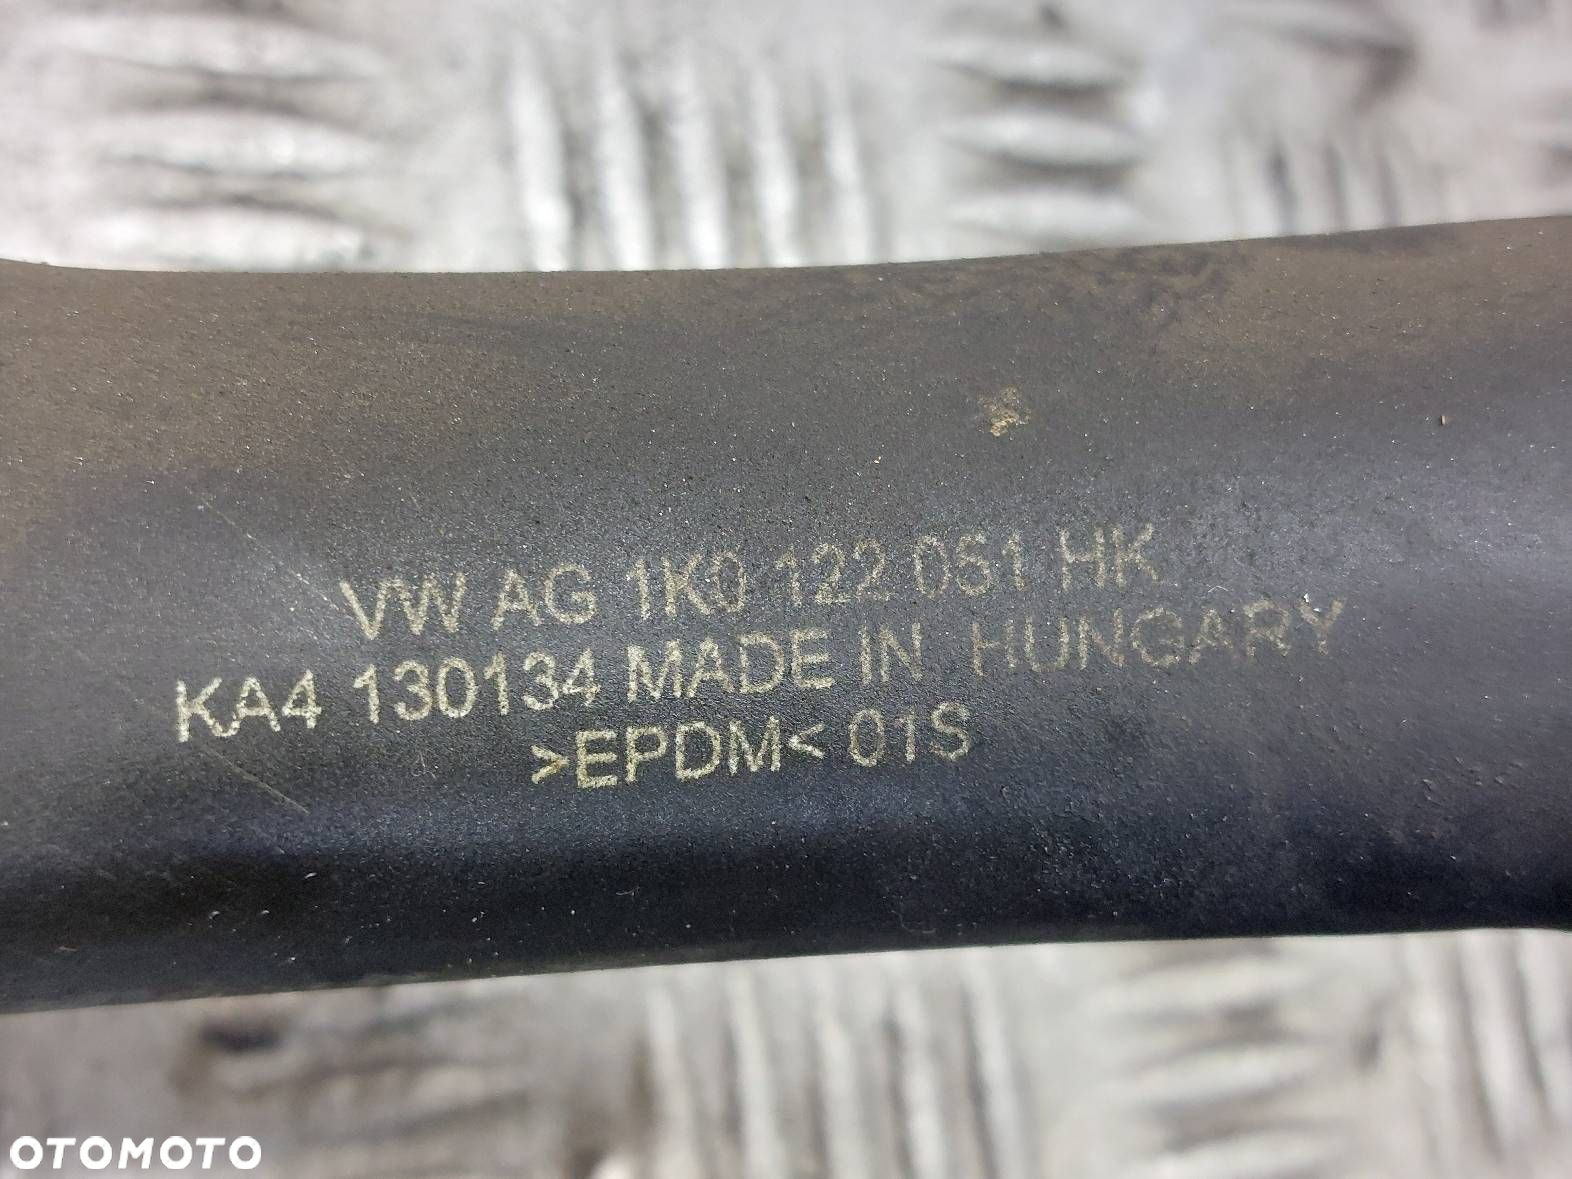 VW AG 1K0 122 051 HK
KA4 130134 MADE IN HUNGARY
>EPDM< 01S
OTOMOTO